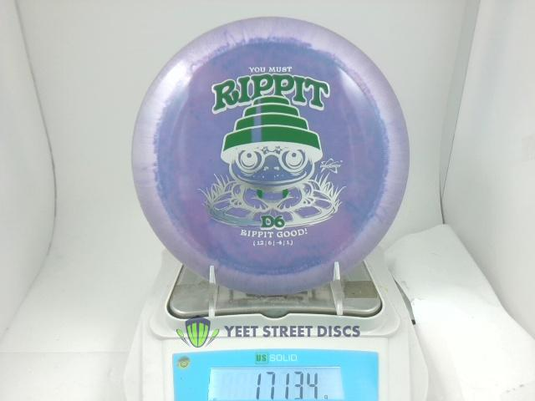 YOU MUST
RIPPIT
D6
RIPPIT GOOD!
| 12 | 6 | -4 | 1 |
YEET STREET DISCS
US SOLID
171.34 g